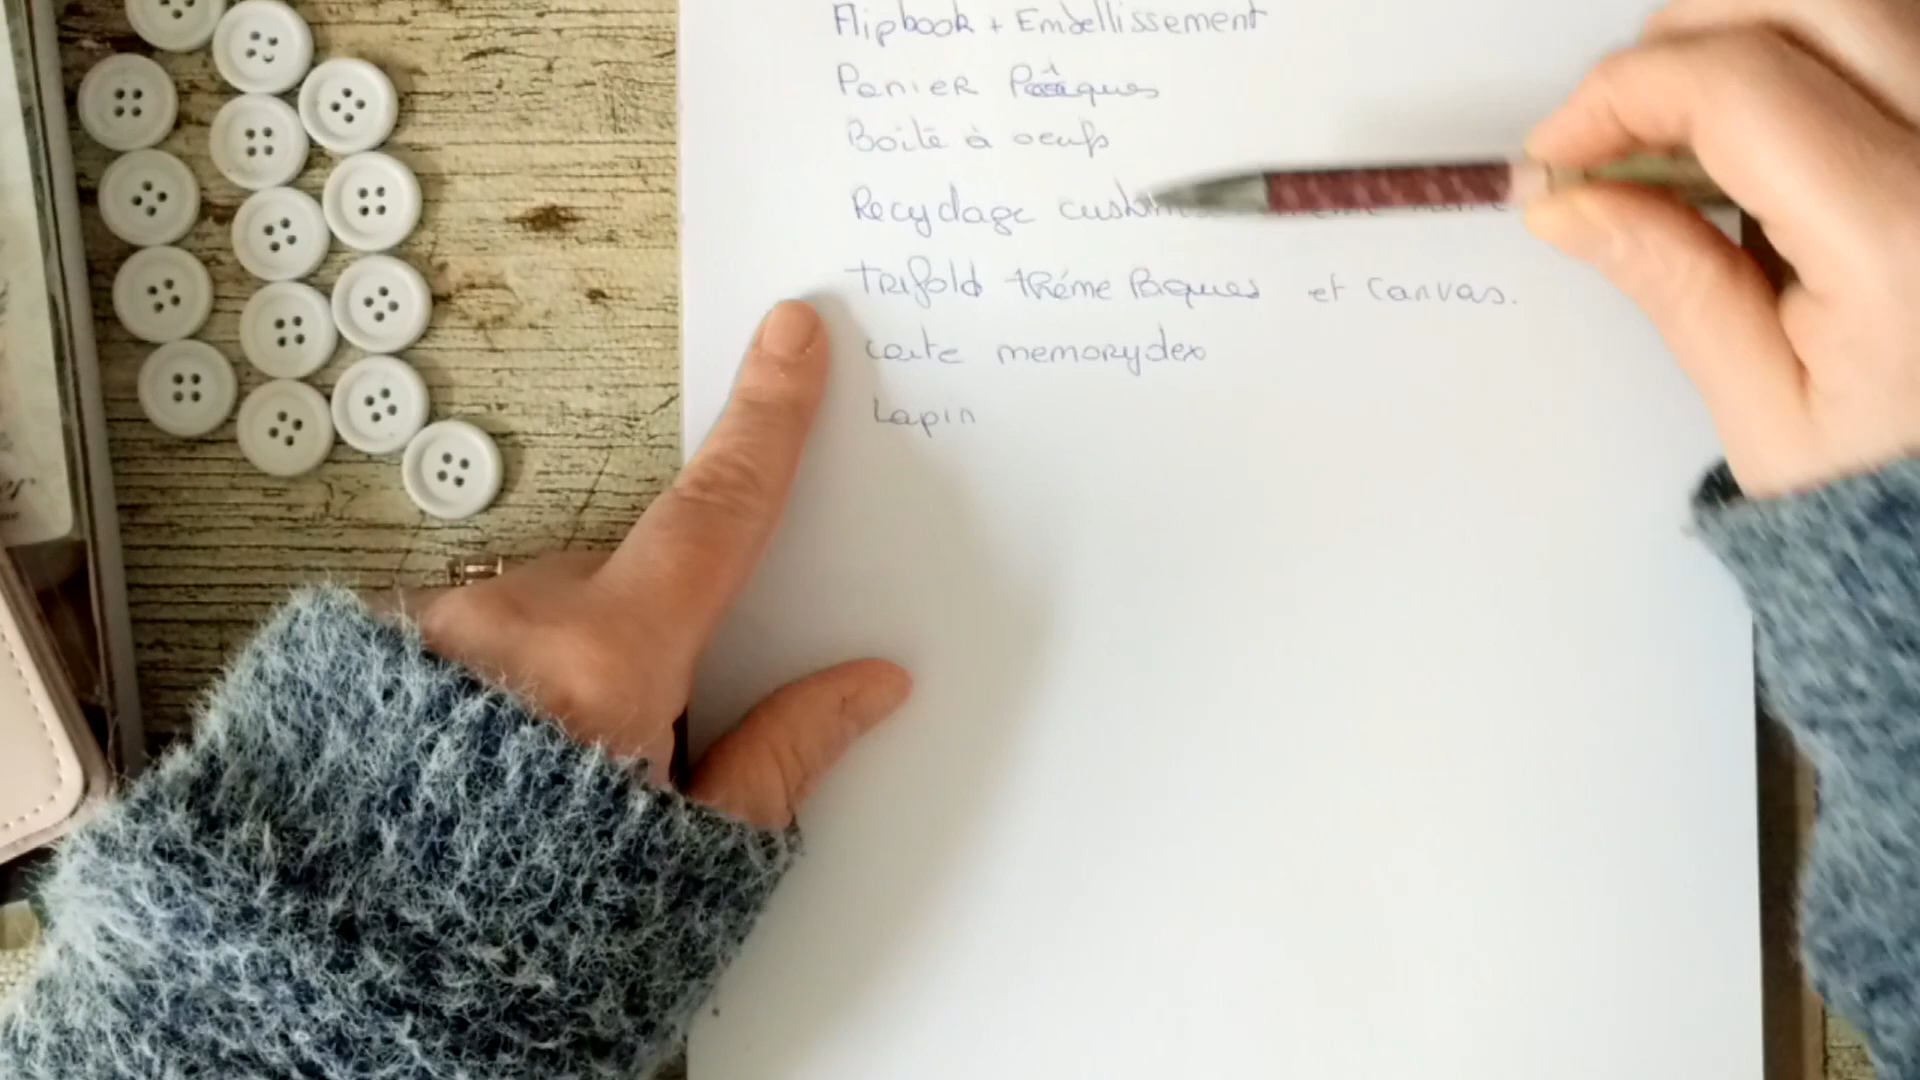 Flipbook + Embellissement
Panier Pâques
Boîte à oeufs
Recyclage
Trifold thème Pâques et Canvas.
carte memorydex
Lapin